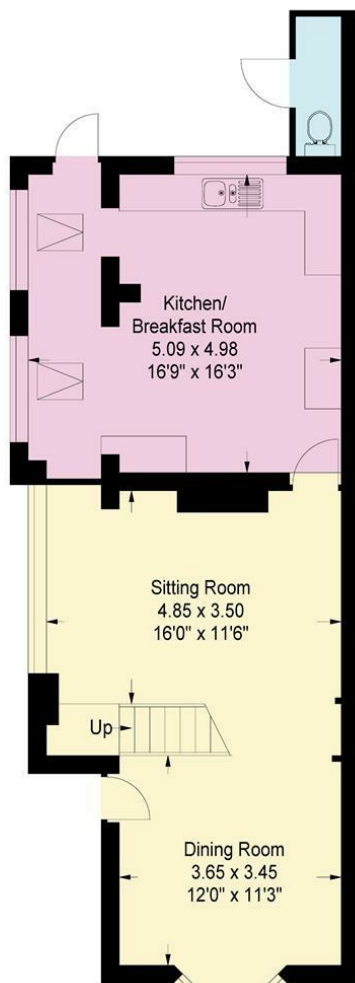 Kitchen/
Breakfast Room
5.09 x 4.98
16'9" x 16'3"
Sitting Room
4.85 x 3.50
16'0" x 11'6"
Up
Dining Room
3.65 x 3.45
12'0" x 11'3"